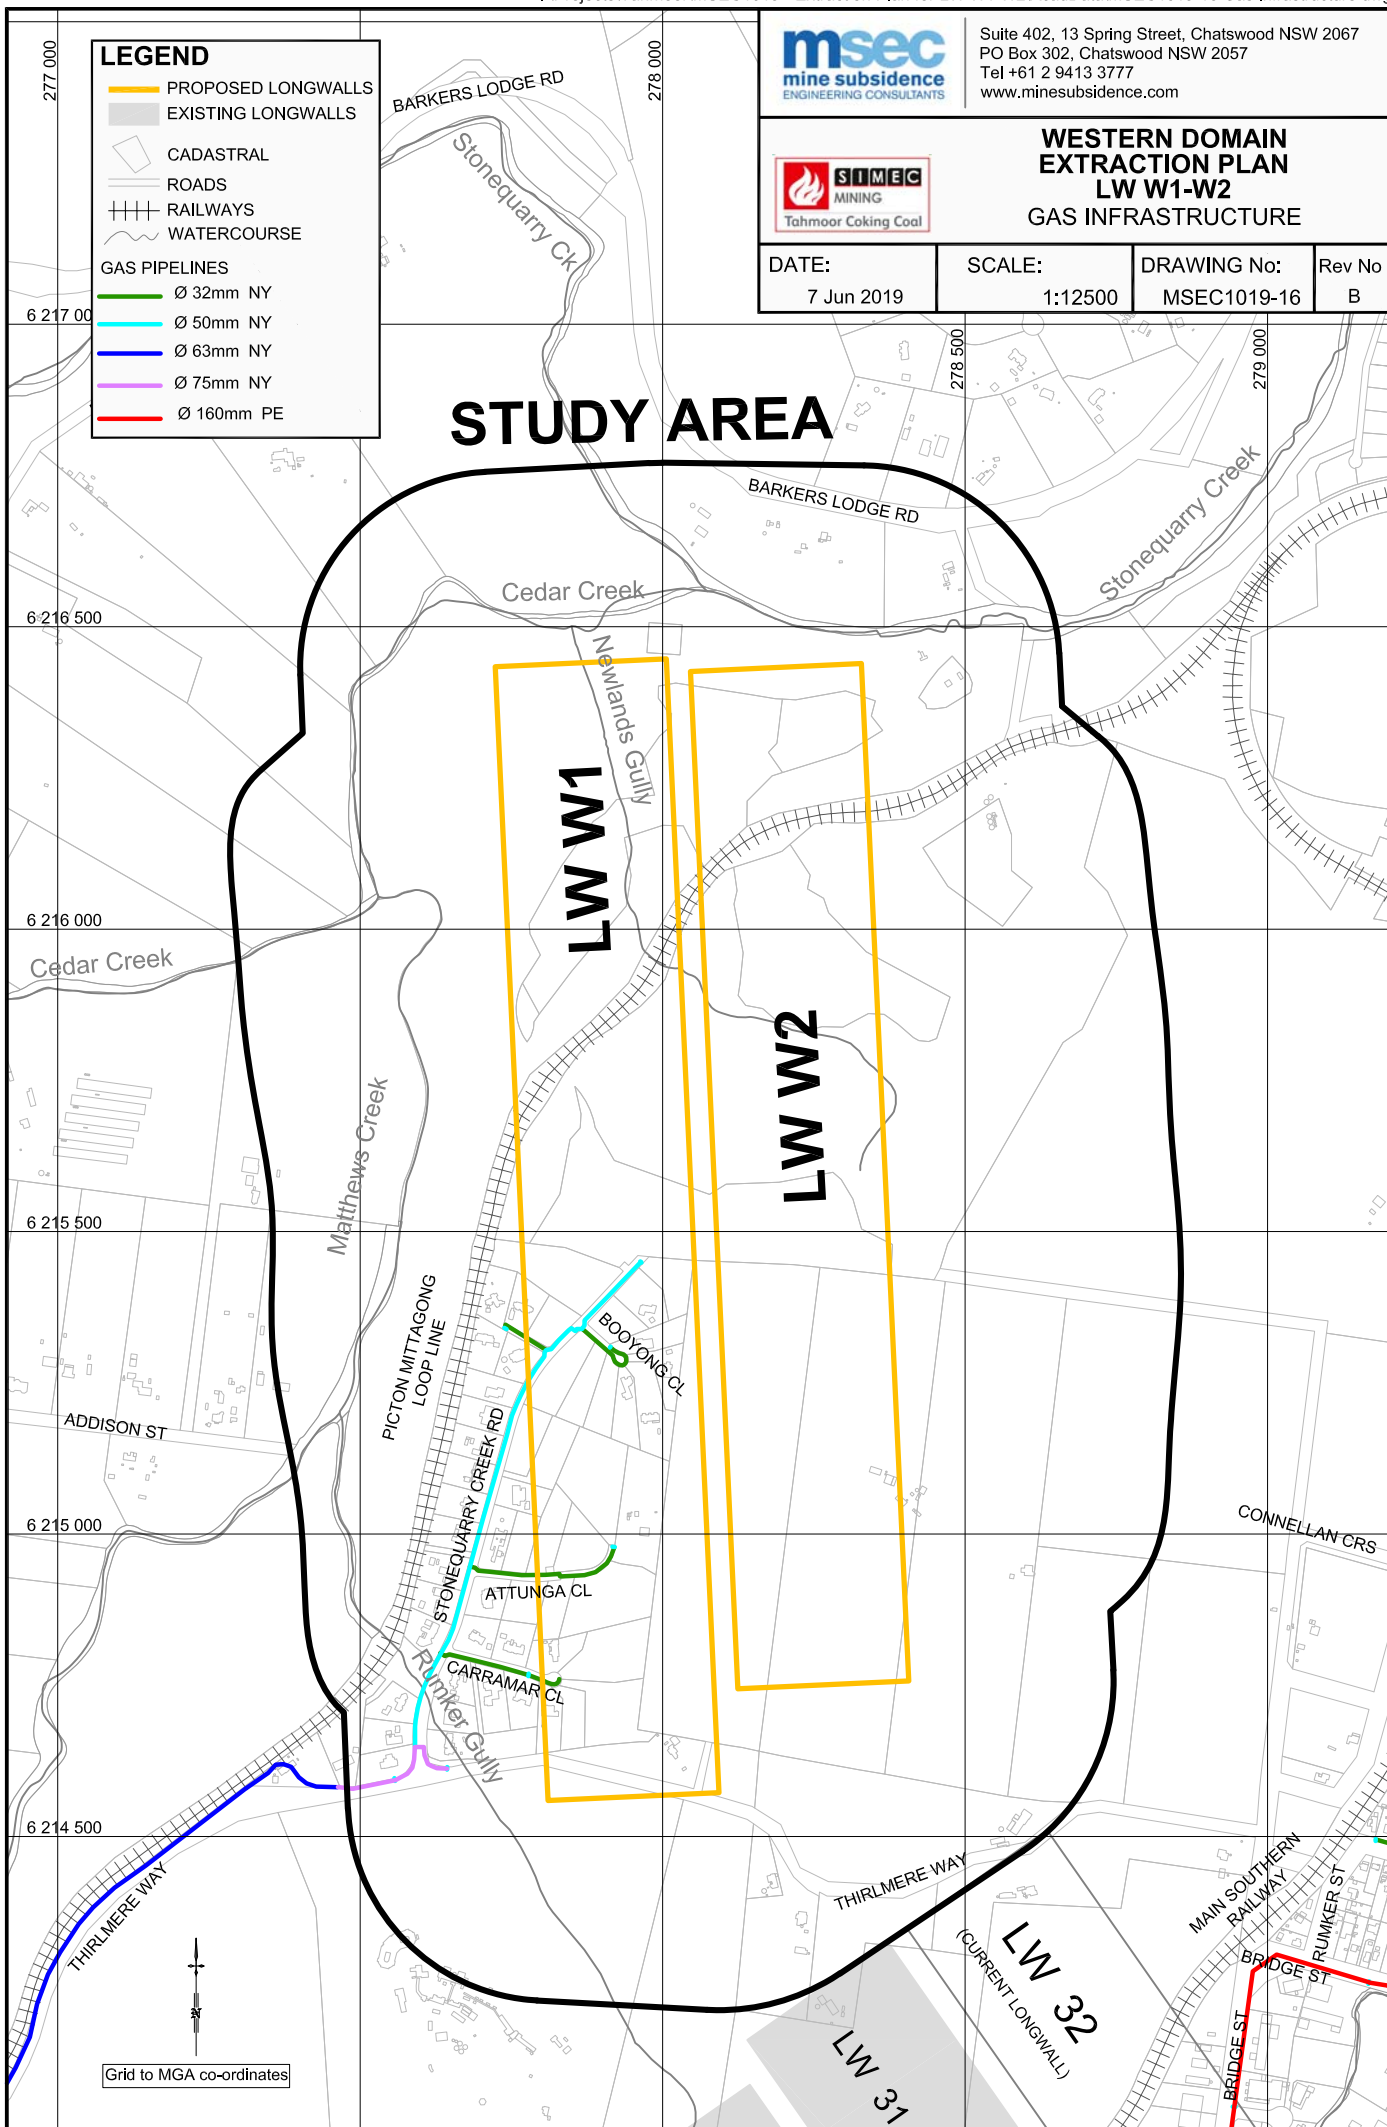 LEGEND
PROPOSED LONGWALLS
EXISTING LONGWALLS
CADASTRAL
ROADS
RAILWAYS
WATERCOURSE
GAS PIPELINES
Ø 32mm NY
Ø 50mm NY
Ø 63mm NY
Ø 75mm NY
Ø 160mm PE
msec
mine subsidence
ENGINEERING CONSULTANTS
Suite 402, 13 Spring Street, Chatswood NSW 2067
PO Box 302, Chatswood NSW 2057
Tel +61 2 9413 3777
www.minesubsidence.com
SIMEC
MINING
Tahmoor Coking Coal
WESTERN DOMAIN
EXTRACTION PLAN
LW W1-W2
GAS INFRASTRUCTURE
DATE:
7 Jun 2019
SCALE:
1:12500
DRAWING No:
MSEC1019-16
Rev No
B
277 000
278 000
278 500
279 000
6 217 00
6 216 500
6 216 000
6 215 500
6 215 000
6 214 500
BARKERS LODGE RD
Stonequarry Ck
STUDY AREA
BARKERS LODGE RD
Stonequarry Creek
Cedar Creek
Newlands Gully
LW W1
Cedar Creek
LW W2
Matthews Creek
PICTON MITTAGONG
LOOP LINE
BOOYONG CL
ADDISON ST
STONEQUARRY CREEK RD
ATTUNGA CL
CONNELLAN CRS
CARRAMAR CL
Rumker Gully
THIRLMERE WAY
THIRLMERE WAY
MAIN SOUTHERN
RAILWAY
RUMKER ST
BRIDGE ST
BRIDGE ST
LW 32
(CURRENT LONGWALL)
LW 31
N
Grid to MGA co-ordinates